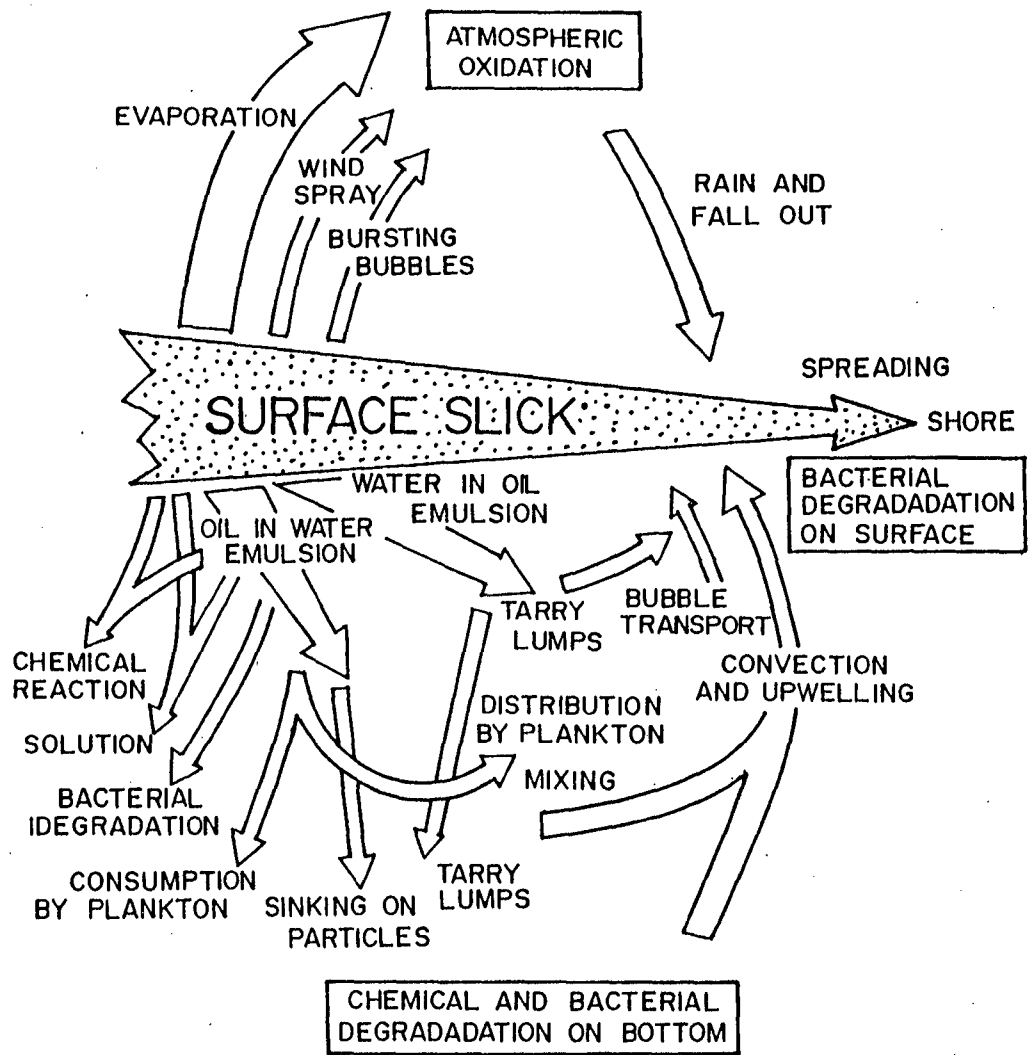 ATMOSPHERIC
OXIDATION
EVAPORATION
WIND
SPRAY
BURSTING
BUBBLES
RAIN AND
FALL OUT
SPREADING
SURFACE SLICK
SHORE
WATER IN OIL
EMULSION
BACTERIAL
DEGRADADATION
ON SURFACE
OIL IN WATER
EMULSION
TARRY
LUMPS
BUBBLE
TRANSPORT
CHEMICAL
REACTION
CONVECTION
AND UPWELLING
SOLUTION
DISTRIBUTION
BY PLANKTON
MIXING
BACTERIAL
IDEGRADATION
CONSUMPTION
BY PLANKTON
SINKING ON
PARTICLES
TARRY
LUMPS
CHEMICAL AND BACTERIAL
DEGRADADATION ON BOTTOM